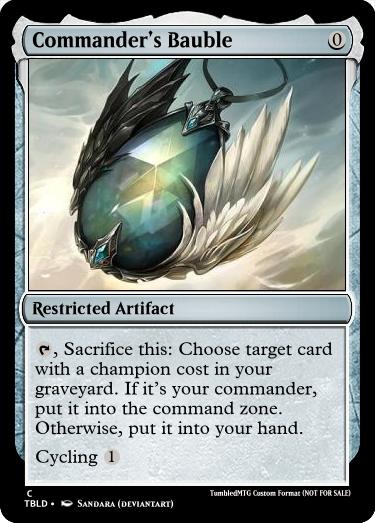 Commander's Bauble 0
Restricted Artifact
, Sacrifice this: Choose target card
with a champion cost in your
graveyard. If it's your commander,
put it into the command zone.
Otherwise, put it into your hand.
Cycling 1
C
TBLD • Sandara (deviantart)
TumbledMTG Custom Format (NOT FOR SALE)